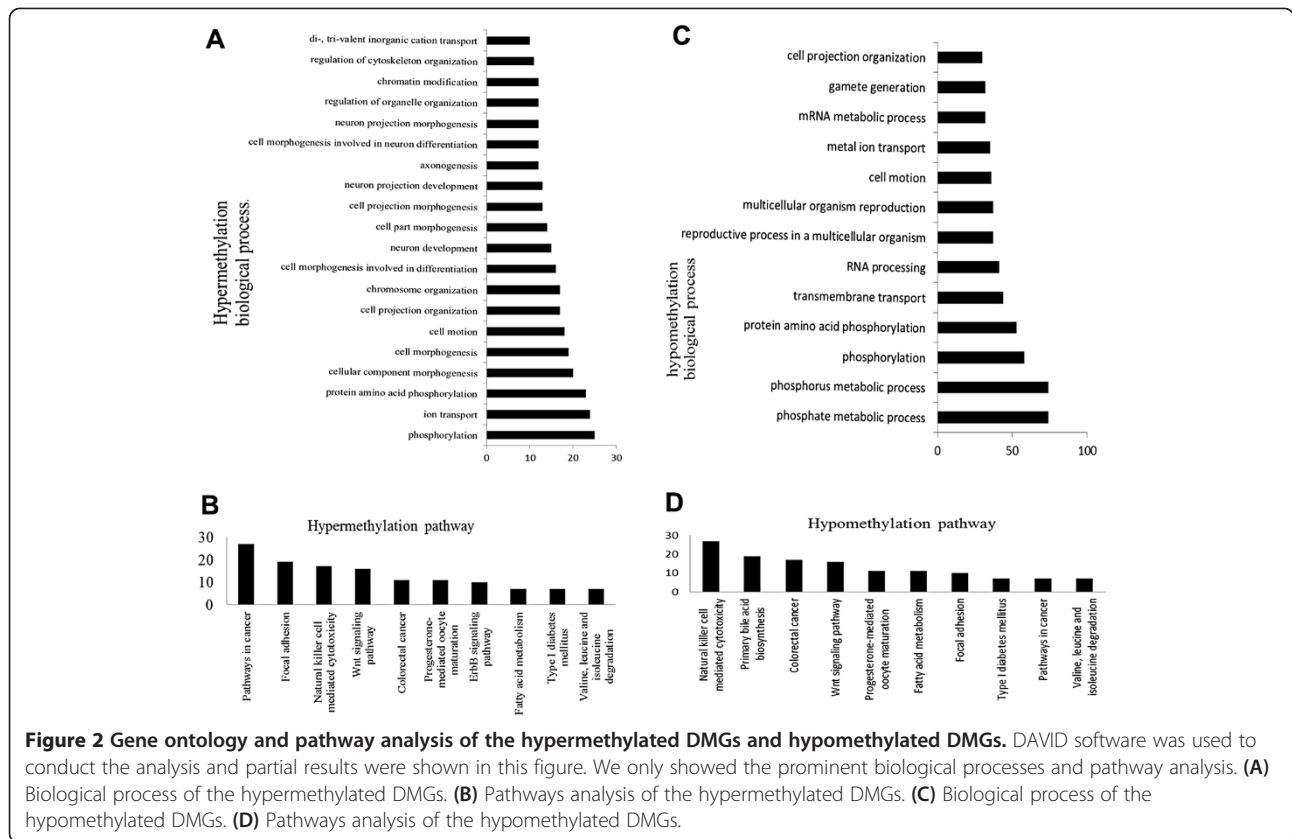 A
di-, tri-valent inorganic cation transport
regulation of cytoskeleton organization
chromatin modification
regulation of organelle organization
neuron projection morphogenesis
cell morphogenesis involved in neuron differentiation
axonogenesis
neuron projection development
cell projection morphogenesis
cell part morphogenesis
neuron development
cell morphogenesis involved in differentiation
chromosome organization
cell projection organization
cell motion
cell morphogenesis
cellular component morphogenesis
protein amino acid phosphorylation
ion transport
phosphorylation
Hypermethylation
biological process.
0 10 20 30
C
cell projection organization
gamete generation
mRNA metabolic process
metal ion transport
cell motion
multicellular organism reproduction
reproductive process in a multicellular organism
RNA processing
transmembrane transport
protein amino acid phosphorylation
phosphorylation
phosphorus metabolic process
phosphate metabolic process
hypomethylation
biological process
0 50 100
B
Hypermethylation pathway
30
20
10
0
Pathways in cancer
Focal adhesion
Natural killer cell
mediated cytotoxicity
Wnt signaling
pathway
Colorectal cancer
Progesterone-
mediated oocyte
maturation
ErbB signaling
pathway
Fatty acid metabolism
Type I diabetes
mellitus
Valine, leucine and
isoleucine
degradation
D
Hypomethylation pathway
30
20
10
0
Natural killer cell
mediated cytotoxicity
Primary bile acid
biosynthesis
Colorectal cancer
Wnt signaling pathway
Progesterone-mediated
oocyte maturation
Fatty acid metabolism
Focal adhesion
Type I diabetes mellitus
Pathways in cancer
Valine, leucine and
isoleucine degradation
Figure 2 Gene ontology and pathway analysis of the hypermethylated DMGs and hypomethylated DMGs. DAVID software was used to
conduct the analysis and partial results were shown in this figure. We only showed the prominent biological processes and pathway analysis. (A)
Biological process of the hypermethylated DMGs. (B) Pathways analysis of the hypermethylated DMGs. (C) Biological process of the
hypomethylated DMGs. (D) Pathways analysis of the hypomethylated DMGs.